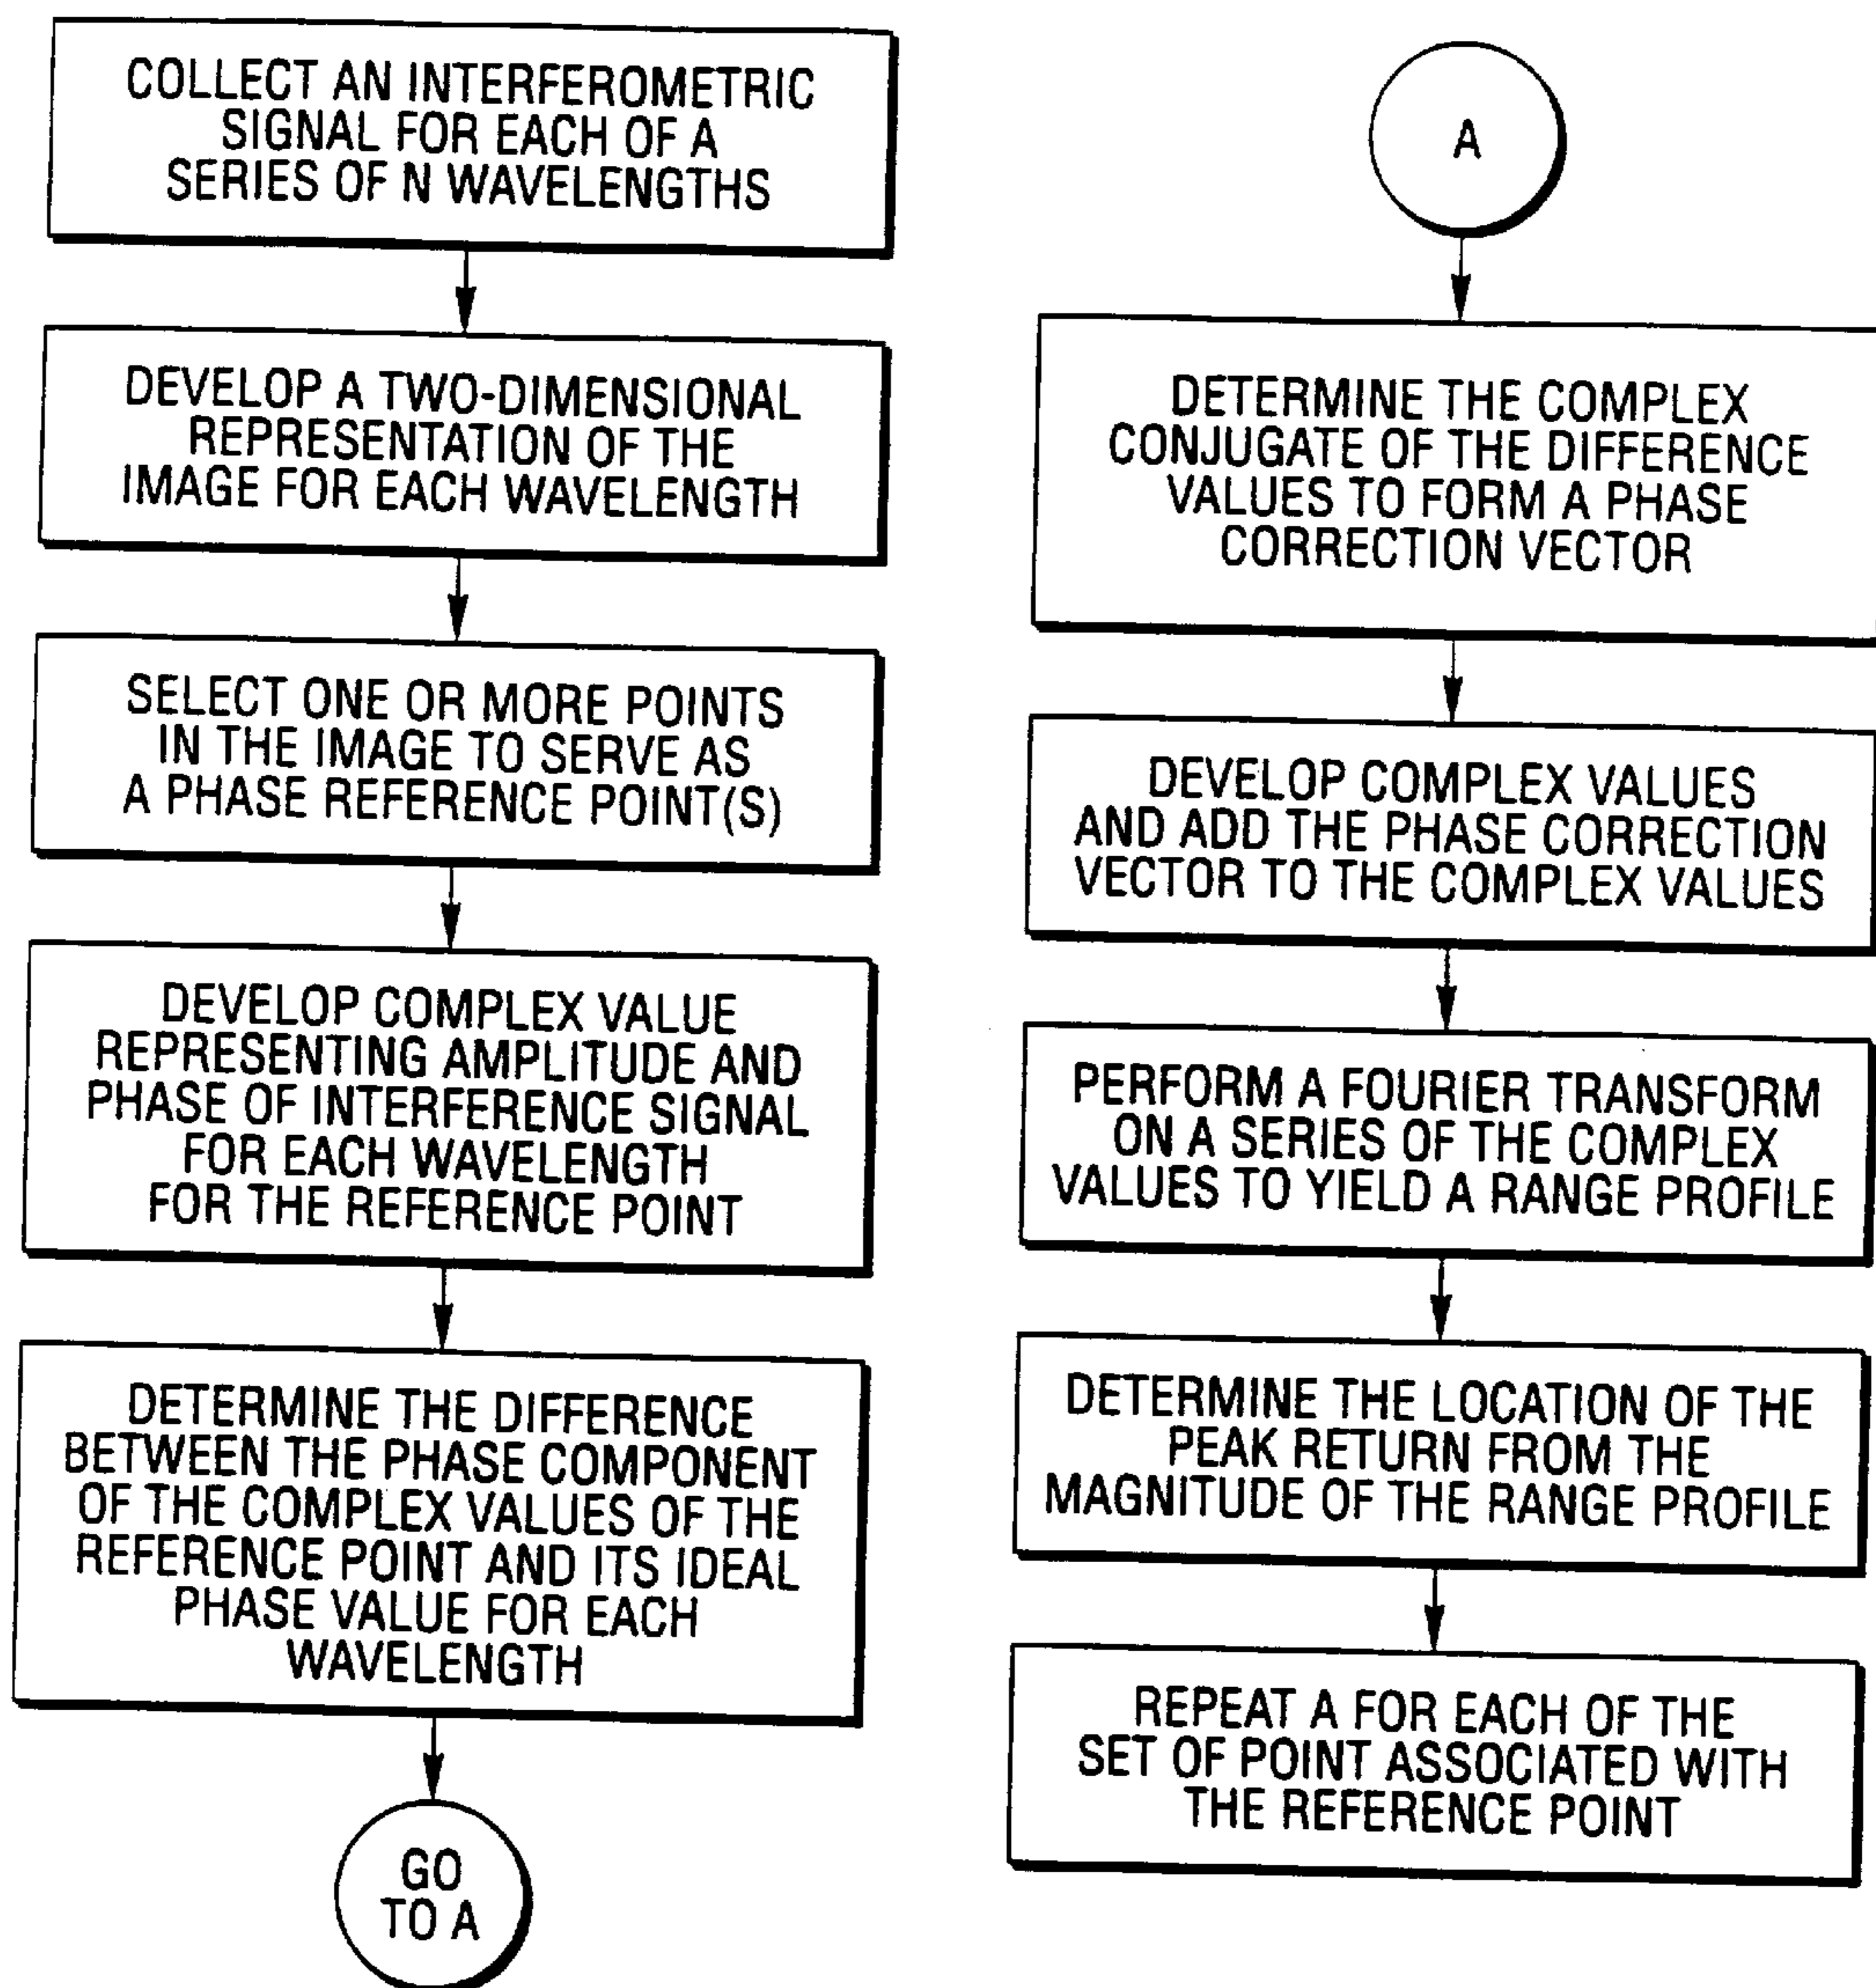 COLLECT AN INTERFEROMETRIC
SIGNAL FOR EACH OF A
SERIES OF N WAVELENGTHS
DEVELOP A TWO-DIMENSIONAL
REPRESENTATION OF THE
IMAGE FOR EACH WAVELENGTH
SELECT ONE OR MORE POINTS
IN THE IMAGE TO SERVE AS
A PHASE REFERENCE POINT(S)
DEVELOP COMPLEX VALUE
REPRESENTING AMPLITUDE AND
PHASE OF INTERFERENCE SIGNAL
FOR EACH WAVELENGTH
FOR THE REFERENCE POINT
DETERMINE THE DIFFERENCE
BETWEEN THE PHASE COMPONENT
OF THE COMPLEX VALUES OF THE
REFERENCE POINT AND ITS IDEAL
PHASE VALUE FOR EACH
WAVELENGTH
GO
TO A
A
DETERMINE THE COMPLEX
CONJUGATE OF THE DIFFERENCE
VALUES TO FORM A PHASE
CORRECTION VECTOR
DEVELOP COMPLEX VALUES
AND ADD THE PHASE CORRECTION
VECTOR TO THE COMPLEX VALUES
PERFORM A FOURIER TRANSFORM
ON A SERIES OF THE COMPLEX
VALUES TO YIELD A RANGE PROFILE
DETERMINE THE LOCATION OF THE
PEAK RETURN FROM THE
MAGNITUDE OF THE RANGE PROFILE
REPEAT A FOR EACH OF THE
SET OF POINT ASSOCIATED WITH
THE REFERENCE POINT